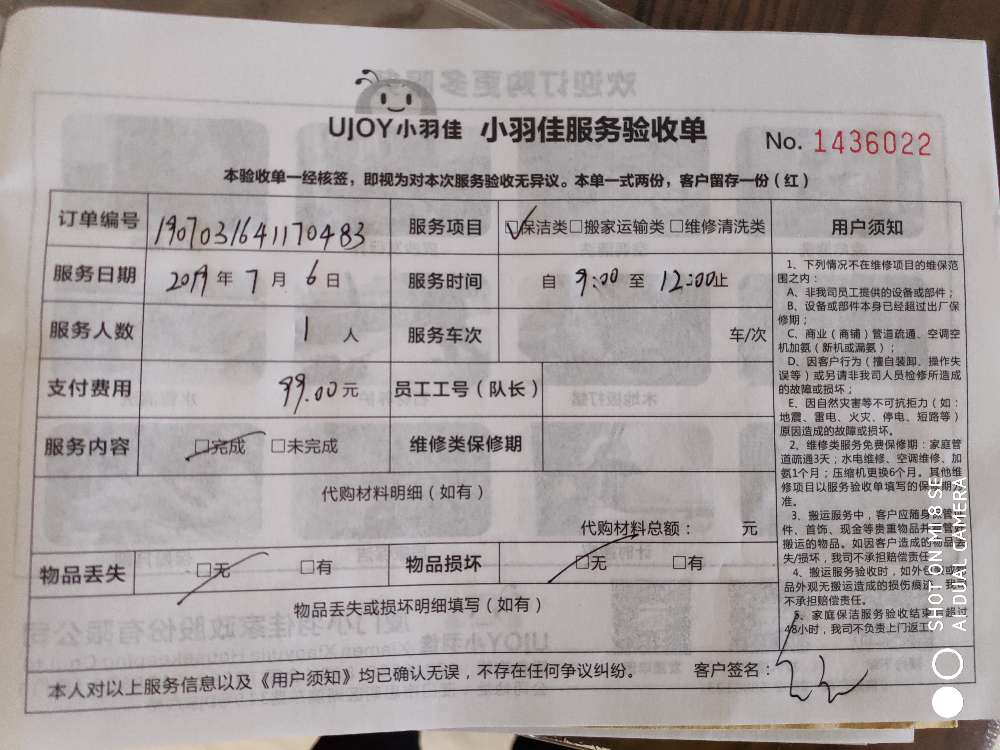 UJOY小羽佳 小羽佳服务验收单
No. 1436022
本验收单一经核签，即视为对本次服务验收无异议。本单一式两份，客户留存一份（红）
订单编号 1907031641170483 服务项目 ☑保洁类□搬家运输类□维修清洗类
服务日期 2019年7月6日 服务时间 自 9:00 至 12:00止
服务人数 1 人 服务车次 车/次
支付费用 99.00元 员工工号（队长）
服务内容 ☑完成 □未完成 维修类保修期
代购材料明细（如有）
代购材料总额： 元
物品丢失 ☑无 □有 物品损坏 ☑无 □有
物品丢失或损坏明细填写（如有）
本人对以上服务信息以及《用户须知》均已确认无误，不存在任何争议纠纷。 客户签名：
用户须知
1、下列情况不在维修项目的维保范
围之内：
A、非我司员工提供的设备或部件；
B、设备或部件本身已经超过出厂保
修期；
C、商业（商铺）管道疏通、空调空
机加氨（新机或漏氨）；
D、因客户行为（擅自装卸、操作失
误等）或另请非我司人员检修所造成
的故障或损坏；
E、因自然灾害等不可抗拒力（如：
地震、雷电、火灾、停电、短路等）
原因造成的故障或损坏。
2、维修类服务免费保修期：家庭管
道疏通3天；水电维修、空调维修、加
氨1个月；压缩机更换6个月。其他维
修项目以服务验收单填写的保修期为
准。
3、搬运服务中，客户应随身
件、首饰、现金等贵重物品并
搬运的物品。如因客户造成的物品
失/损坏，我司不承担赔偿责任
4、搬运服务验收时，如外包
品外观无搬运造成的损伤痕迹，我
不承担赔偿责任。
5、家庭保洁服务验收结束后超过
48小时，我司不负责上门返工。
SHOT ON MI 8 SE
AI DUAL CAMERA